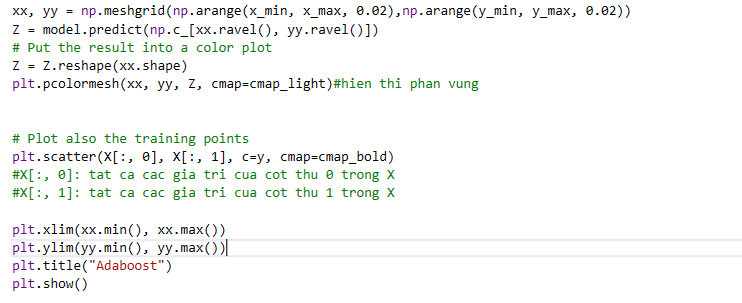 xx, yy = np.meshgrid(np.arange(x_min, x_max, 0.02),np.arange(y_min, y_max, 0.02))
Z = model.predict(np.c_[xx.ravel(), yy.ravel()])
# Put the result into a color plot
Z = Z.reshape(xx.shape)
plt.pcolormesh(xx, yy, Z, cmap=cmap_light)#hien thi phan vung
# Plot also the training points
plt.scatter(X[:, 0], X[:, 1], c=y, cmap=cmap_bold)
#X[:, 0]: tat ca cac gia tri cua cot thu 0 trong X
#X[:, 1]: tat ca cac gia tri cua cot thu 1 trong X
plt.xlim(xx.min(), xx.max())
plt.ylim(yy.min(), yy.max())
plt.title("Adaboost")
plt.show()